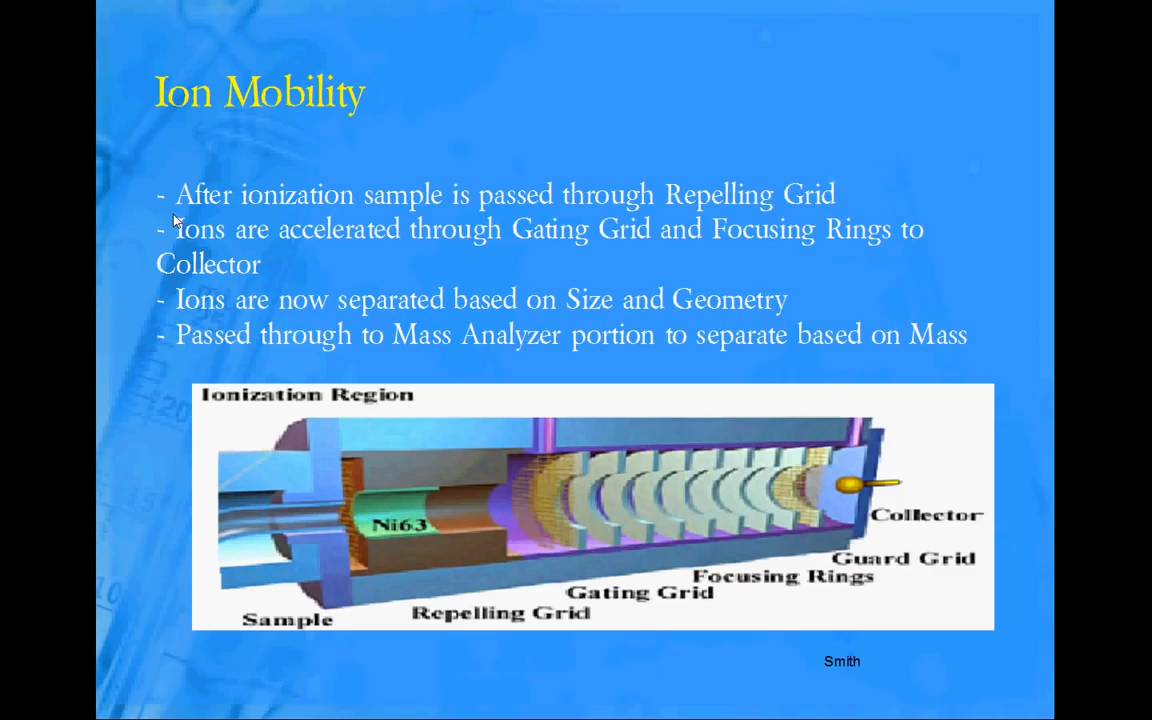 Ion Mobility
- After ionization sample is passed through Repelling Grid
- Ions are accelerated through Gating Grid and Focusing Rings to
Collector
- Ions are now separated based on Size and Geometry
- Passed through to Mass Analyzer portion to separate based on Mass
Ionization Region
Ni63
Collector
Guard Grid
Focusing Rings
Gating Grid
Repelling Grid
Sample
Smith